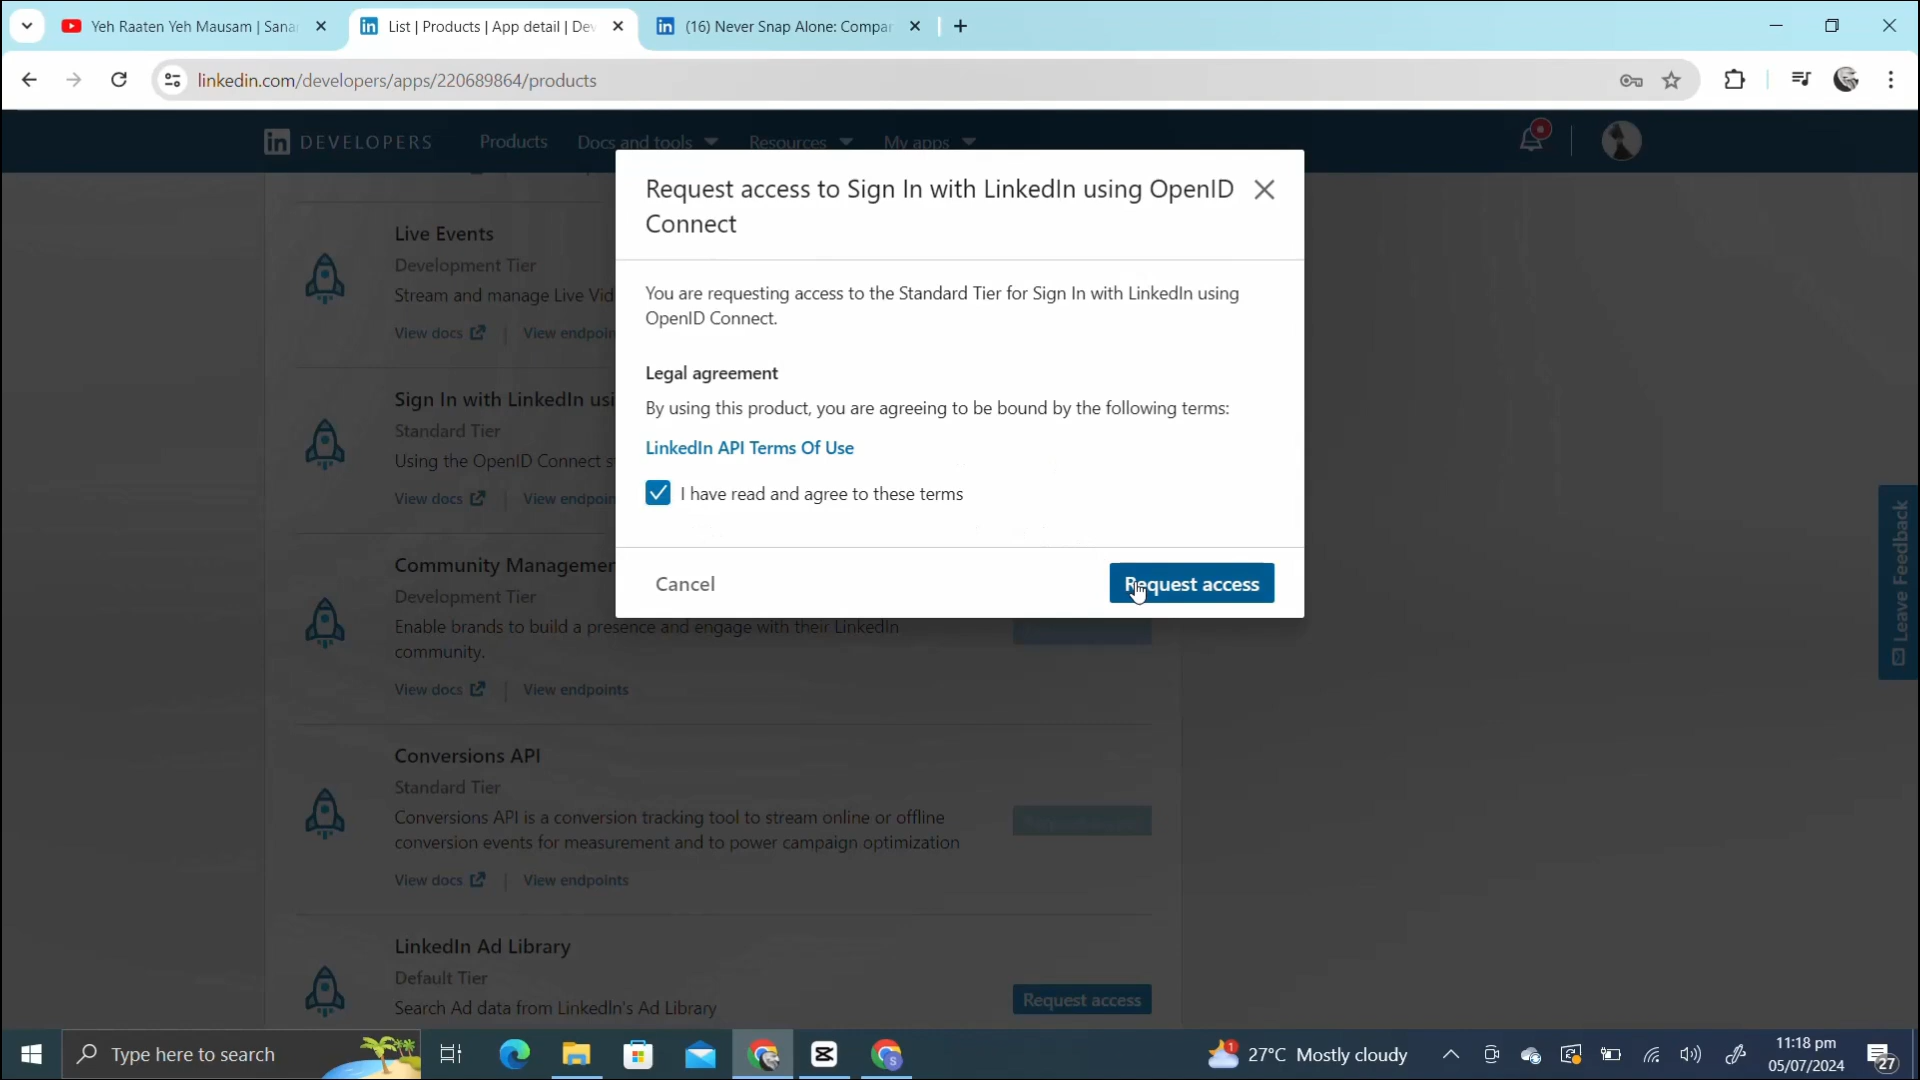 Yeh Raaten Yeh Mausam | Sana
List | Products | App detail | Dev
(16) Never Snap Alone: Compar
linkedin.com/developers/apps/220689864/products
in DEVELOPERS
Products
Docs and tools
Resources
My apps
Request access to Sign In with LinkedIn using OpenID
Connect
You are requesting access to the Standard Tier for Sign In with LinkedIn using
OpenID Connect.
Legal agreement
By using this product, you are agreeing to be bound by the following terms:
LinkedIn API Terms Of Use
I have read and agree to these terms
Cancel
Request access
Live Events
Development Tier
Stream and manage Live Vid
View docs | View endpoin
Sign In with LinkedIn usi
Standard Tier
Using the OpenID Connect s
View docs | View endpoin
Community Managemen
Development Tier
Enable brands to build a presence and engage with their LinkedIn
community.
View docs | View endpoints
Conversions API
Standard Tier
Conversions API is a conversion tracking tool to stream online or offline
conversion events for measurement and to power campaign optimization
View docs | View endpoints
LinkedIn Ad Library
Default Tier
Search Ad data from LinkedIn's Ad Library
Request access
Leave Feedback
Type here to search
1
27°C Mostly cloudy
11:18 pm
05/07/2024
27